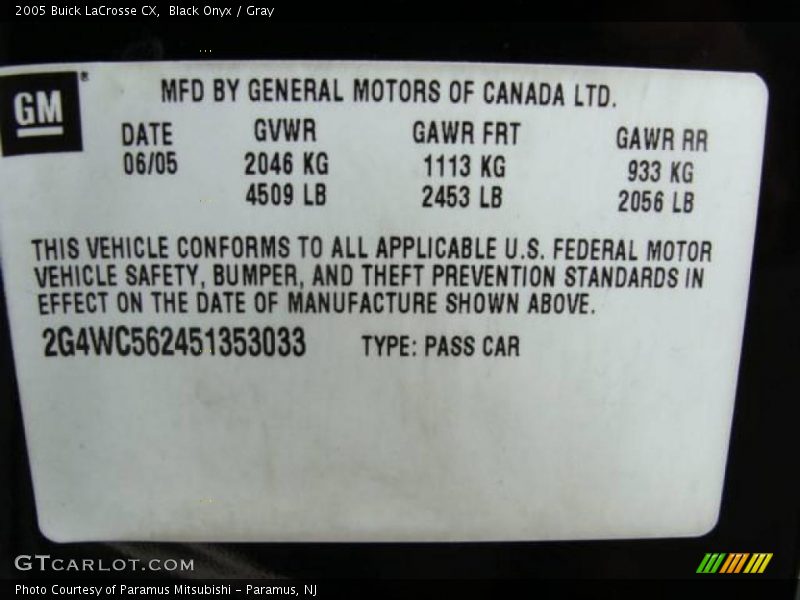 2005 Buick LaCrosse CX,  Black Onyx / Gray
GM ®
MFD BY GENERAL MOTORS OF CANADA LTD.
DATE GVWR GAWR FRT GAWR RR
06/05 2046 KG 1113 KG 933 KG
4509 LB 2453 LB 2056 LB
THIS VEHICLE CONFORMS TO ALL APPLICABLE U.S. FEDERAL MOTOR
VEHICLE SAFETY, BUMPER, AND THEFT PREVENTION STANDARDS IN
EFFECT ON THE DATE OF MANUFACTURE SHOWN ABOVE.
2G4WC562451353033 TYPE: PASS CAR
GTCARLOT.COM
Photo Courtesy of Paramus Mitsubishi - Paramus, NJ